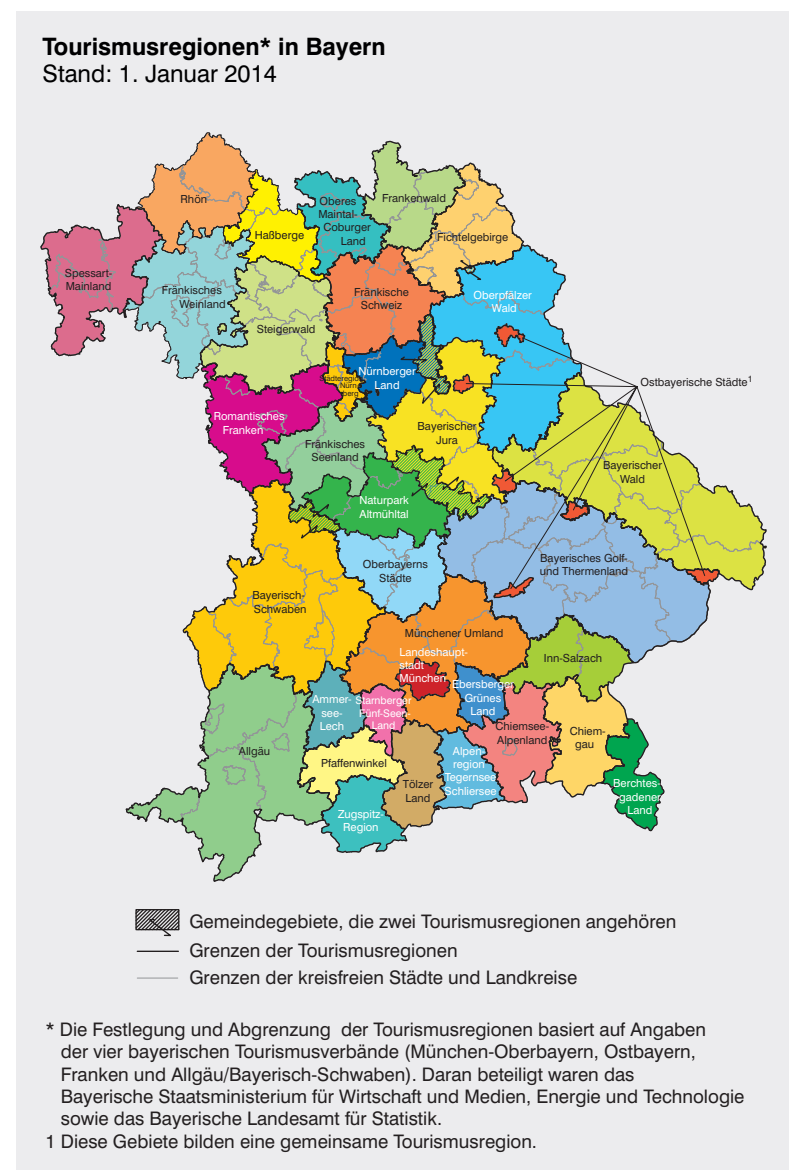 Tourismusregionen* in Bayern
Stand: 1. Januar 2014
Rhön
Oberes
Maintal-
Coburger
Land
Frankenwald
Haßberge
Fichtelgebirge
Spessart-
Mainland
Fränkisches
Weinland
Fränkische
Schweiz
Oberpfälzer
Wald
Steigerwald
Nürnberger
Land
Städteregion
Nürn-
berg
Ostbayerische Städte¹
Romantisches
Franken
Bayerischer
Jura
Fränkisches
Seenland
Bayerischer
Wald
Naturpark
Altmühltal
Oberbayerns
Städte
Bayerisches Golf-
und Thermenland
Bayerisch-
Schwaben
Münchener Umland
Landeshaupt-
stadt
München
Inn-Salzach
Ebersberger
Grünes
Land
Ammer-
see-
Lech
Starnberger
Fünf-Seen-
Land
Chiemsee-
Alpenland
Chiem-
gau
Allgäu
Pfaffenwinkel
Alpen-
region
Tegernsee
Schliersee
Tölzer
Land
Berchtes-
gadener
Land
Zugspitz-
Region
Gemeindegebiete, die zwei Tourismusregionen angehören
Grenzen der Tourismusregionen
Grenzen der kreisfreien Städte und Landkreise
* Die Festlegung und Abgrenzung der Tourismusregionen basiert auf Angaben
der vier bayerischen Tourismusverbände (München-Oberbayern, Ostbayern,
Franken und Allgäu/Bayerisch-Schwaben). Daran beteiligt waren das
Bayerische Staatsministerium für Wirtschaft und Medien, Energie und Technologie
sowie das Bayerische Landesamt für Statistik.
1 Diese Gebiete bilden eine gemeinsame Tourismusregion.